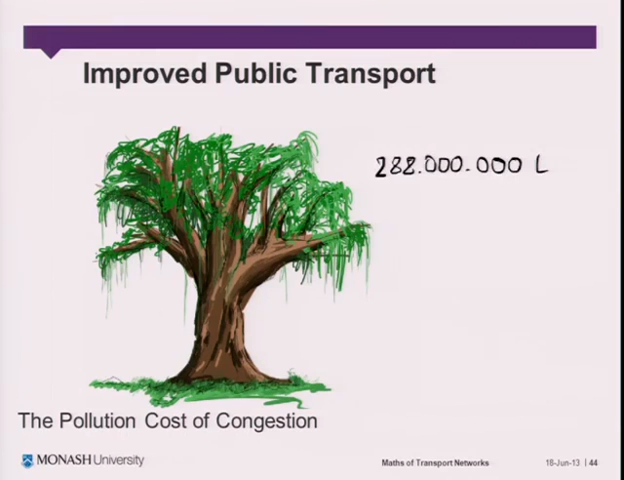 Improved Public Transport
288.000.000 L
The Pollution Cost of Congestion
MONASH University
Maths of Transport Networks
18-Jun-13 | 44